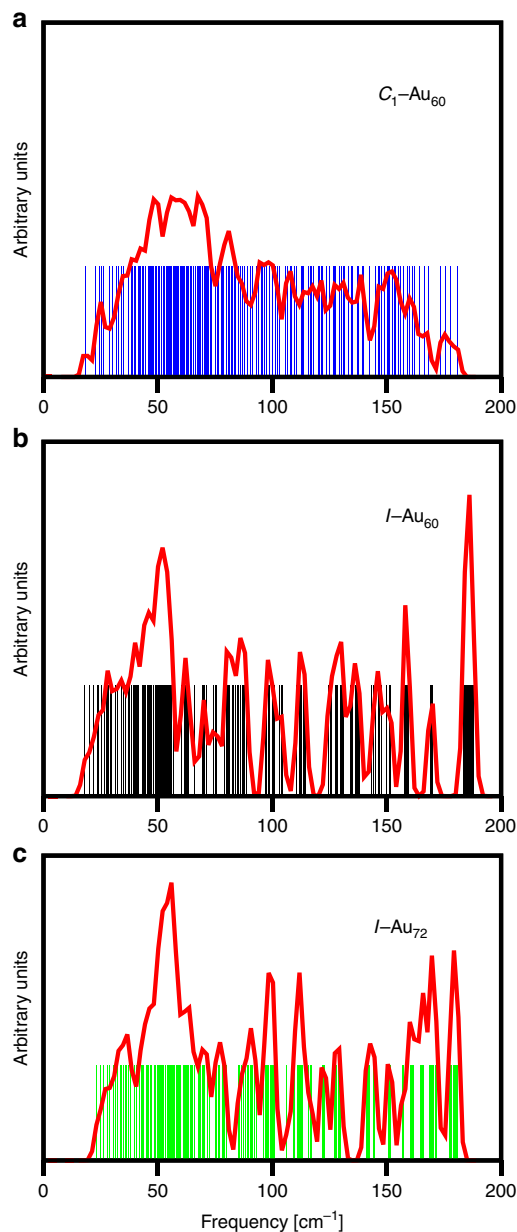 a
C₁–Au₆₀
Arbitrary units
0 50 100 150 200
b
I–Au₆₀
Arbitrary units
0 50 100 150 200
c
I–Au₇₂
Arbitrary units
0 50 100 150 200
Frequency [cm⁻¹]